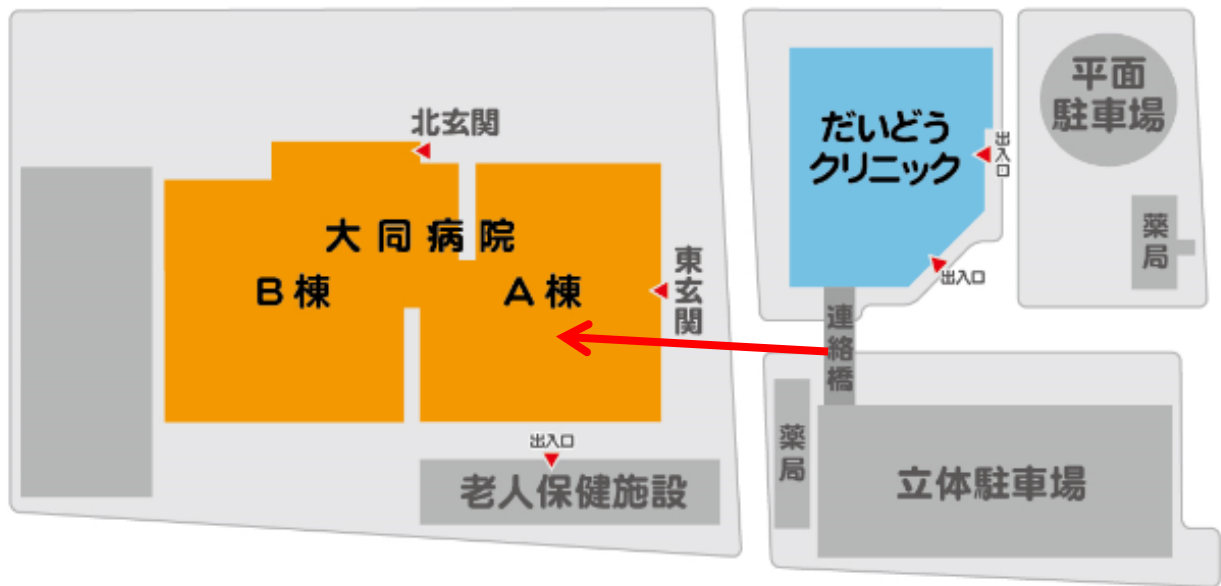 北玄関
大同病院
B棟
A棟
東玄関
出入口
老人保健施設
だいどう
クリニック
出入口
出入口
連絡橋
平面
駐車場
薬局
薬局
立体駐車場